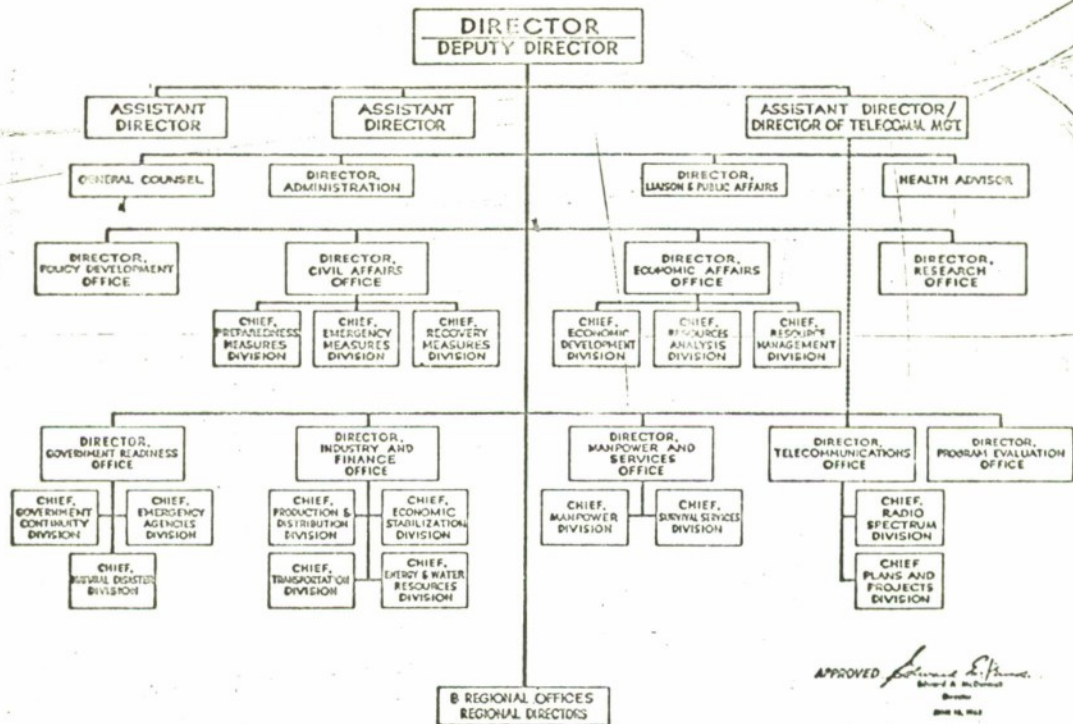 DIRECTOR
DEPUTY DIRECTOR
ASSISTANT
DIRECTOR
ASSISTANT
DIRECTOR
ASSISTANT DIRECTOR/
DIRECTOR OF TELECOMM MGT
GENERAL COUNSEL
DIRECTOR,
ADMINISTRATION
DIRECTOR,
LIAISON & PUBLIC AFFAIRS
HEALTH ADVISOR
DIRECTOR,
POLICY DEVELOPMENT
OFFICE
DIRECTOR,
CIVIL AFFAIRS
OFFICE
DIRECTOR,
ECONOMIC AFFAIRS
OFFICE
DIRECTOR,
RESEARCH
OFFICE
CHIEF,
PREPAREDNESS
MEASURES
DIVISION
CHIEF,
EMERGENCY
MEASURES
DIVISION
CHIEF,
RECOVERY
MEASURES
DIVISION
CHIEF,
ECONOMIC
DEVELOPMENT
DIVISION
CHIEF,
RESOURCES
ANALYSIS
DIVISION
CHIEF,
RESOURCE
MANAGEMENT
DIVISION
DIRECTOR,
GOVERNMENT READINESS
OFFICE
DIRECTOR,
INDUSTRY AND
FINANCE
OFFICE
DIRECTOR,
MANPOWER AND
SERVICES
OFFICE
DIRECTOR,
TELECOMMUNICATIONS
OFFICE
DIRECTOR,
PROGRAM EVALUATION
OFFICE
CHIEF,
GOVERNMENT
CONTINUITY
DIVISION
CHIEF,
EMERGENCY
AGENCIES
DIVISION
CHIEF,
NATURAL DISASTER
DIVISION
CHIEF,
PRODUCTION &
DISTRIBUTION
DIVISION
CHIEF,
ECONOMIC
STABILIZATION
DIVISION
CHIEF,
TRANSPORTATION
DIVISION
CHIEF,
ENERGY & WATER
RESOURCES
DIVISION
CHIEF,
MANPOWER
DIVISION
CHIEF,
SURVIVAL SERVICES
DIVISION
CHIEF,
RADIO
SPECTRUM
DIVISION
CHIEF
PLANS AND
PROJECTS
DIVISION
8 REGIONAL OFFICES
REGIONAL DIRECTORS
APPROVED
Edward A. McDermott
Director